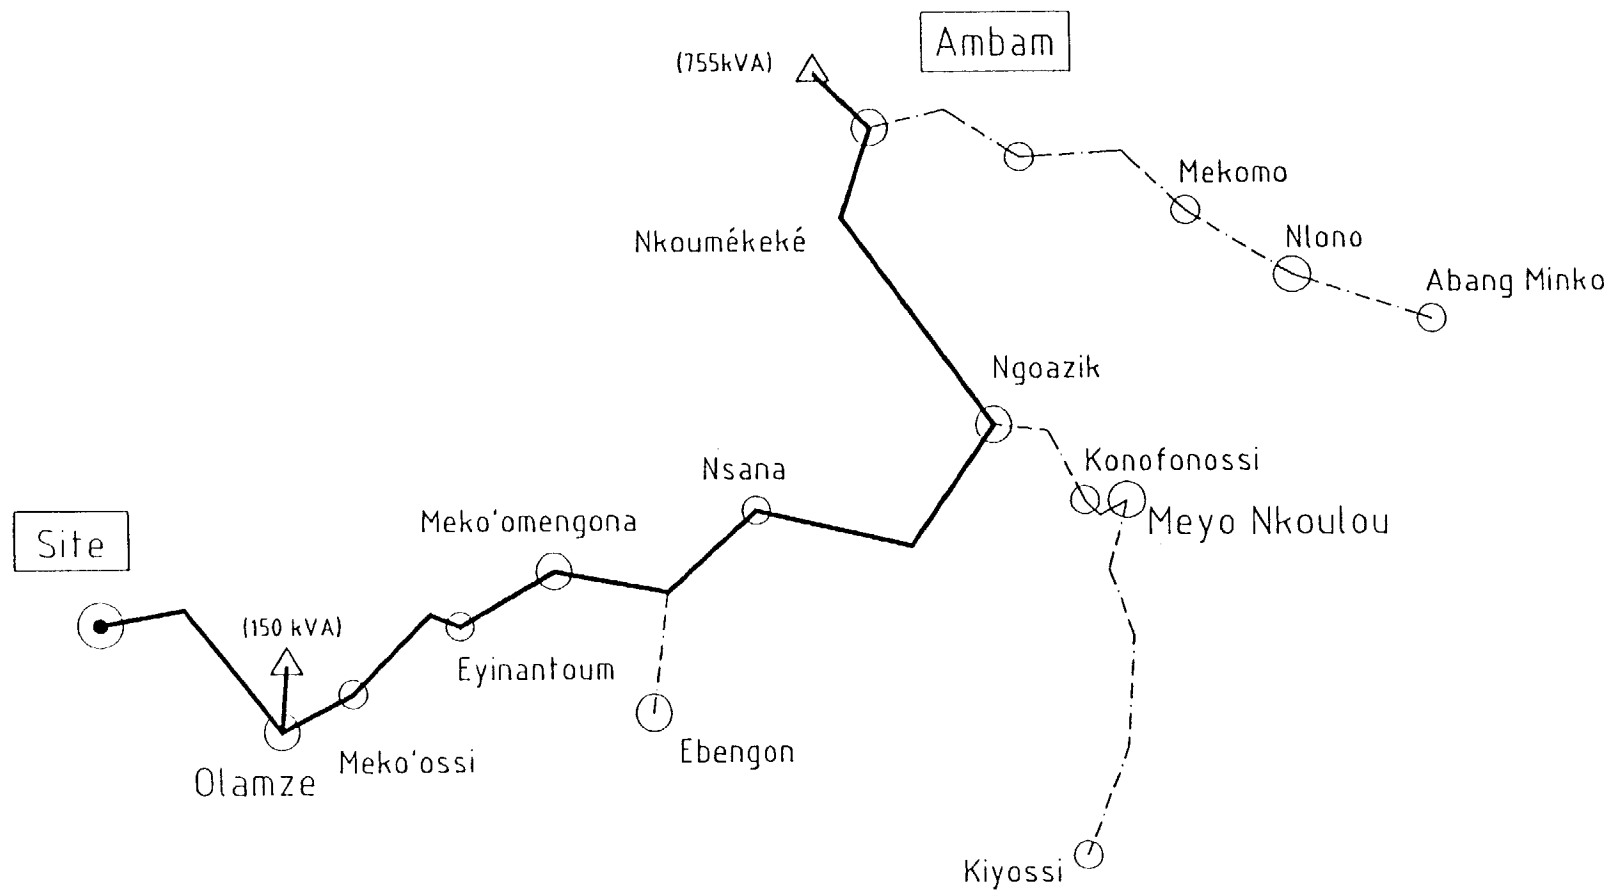 Ambam
(755kVA)
Mekomo
Nkoumékeké
Nlono
Abang Minko
Ngoazik
Konofonossi
Nsana
Meko'omengona
Meyo Nkoulou
Site
(150 kVA)
Eyinantoum
Ebengon
Meko'ossi
Olamze
Kiyossi